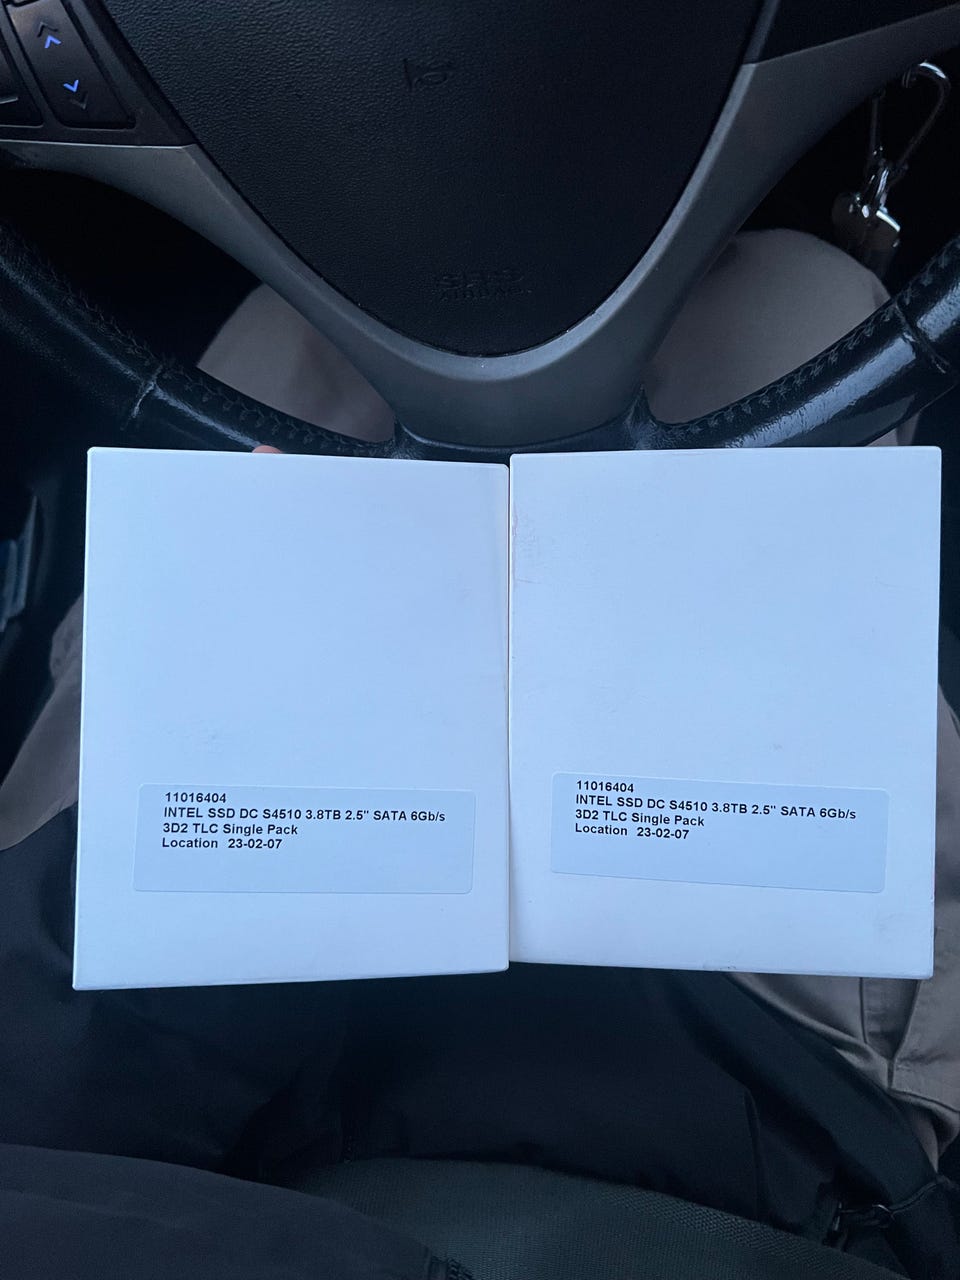 SRS
AIRBAG
11016404
INTEL SSD DC S4510 3.8TB 2.5" SATA 6Gb/s
3D2 TLC Single Pack
Location 23-02-07
11016404
INTEL SSD DC S4510 3.8TB 2.5" SATA 6Gb/s
3D2 TLC Single Pack
Location 23-02-07